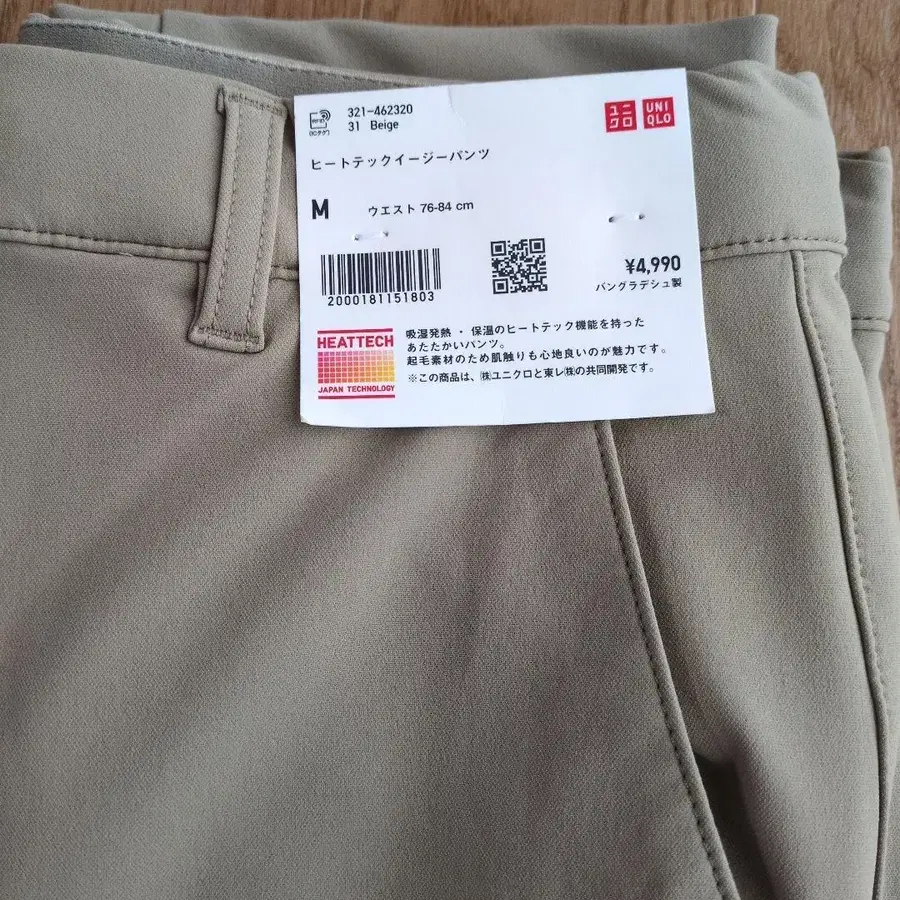 321-462320
31 Beige
ユニクロ
UNIQLO
ヒートテックイージーパンツ
M ウエスト 76-84 cm
2000181151803
¥4,990
バングラデシュ製
HEATTECH
JAPAN TECHNOLOGY
吸湿発熱・保温のヒートテック機能を持った
あたたかいパンツ。
起毛素材のため肌触りも心地良いのが魅力です。
※この商品は、㈱ユニクロと東レ㈱の共同開発です。